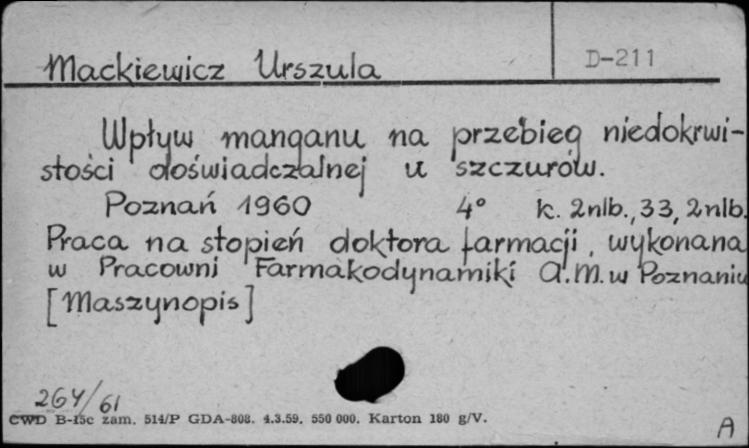 Mackiewicz Urszula
D-211
Wpływ manganu na przebieg niedokrwi-
stości doświadczalnej u szczurów.
Poznań 1960 4° k. 2nlb., 33, 2nlb.
Praca na stopień doktora farmacji, wykonana
w Pracowni Farmakodynamiki A.M. w Poznaniu
[Maszynopis]
264/61
CWD B-15c zam. 514/P GDA-808. 4.3.59. 550 000. Karton 180 g/V.
A